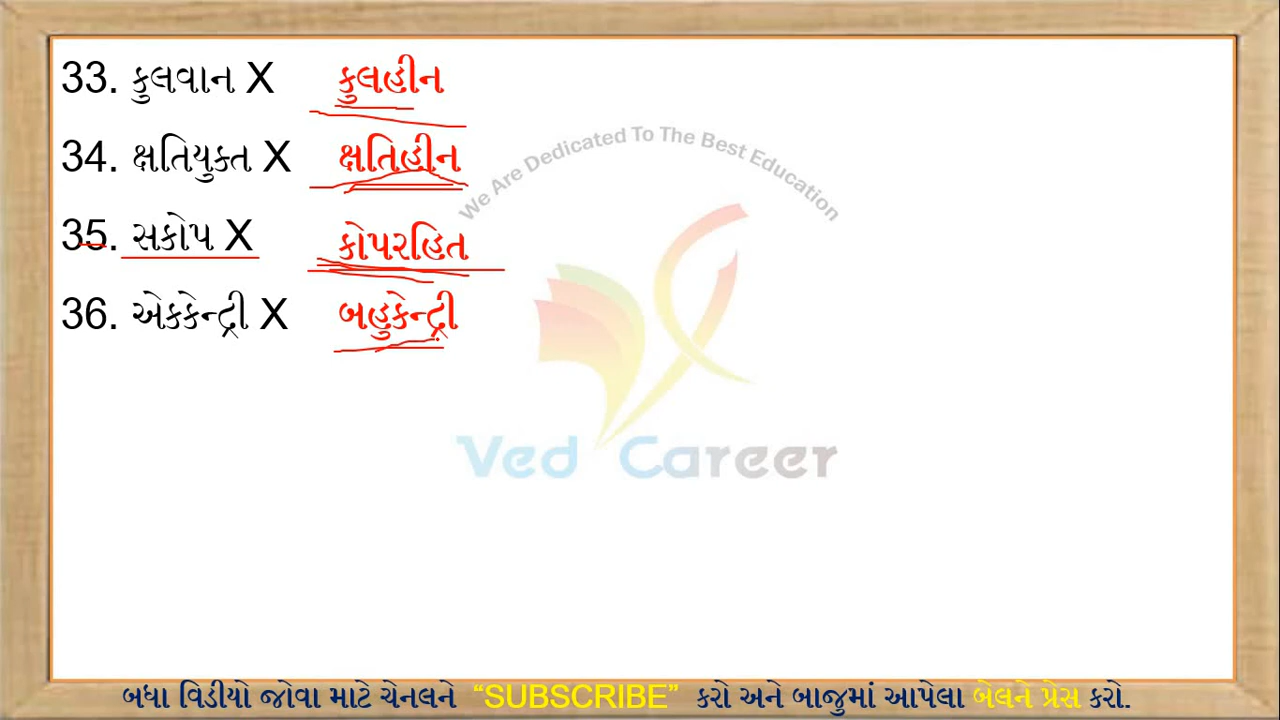 33. કુલવાન X કુલહીન
34. ક્ષતિયુક્ત X ક્ષતિહીન
35. સકોપ X કોપરહિત
36. એકકેન્દ્રી X બહુકેન્દ્રી
We Are Dedicated To The Best Education
Ved Career
બધા વિડીયો જોવા માટે ચેનલને “SUBSCRIBE” કરો અને બાજુમાં આપેલા બેલને પ્રેસ કરો.